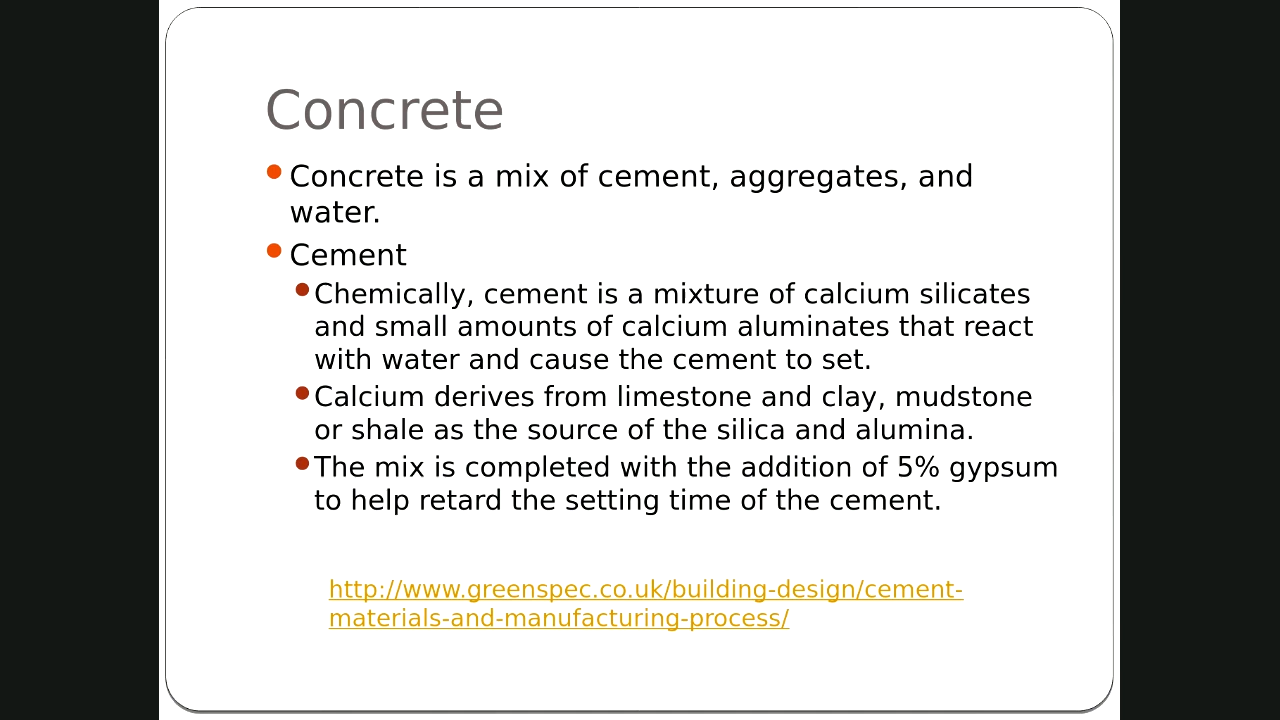 Concrete
Concrete is a mix of cement, aggregates, and
water.
Cement
Chemically, cement is a mixture of calcium silicates
and small amounts of calcium aluminates that react
with water and cause the cement to set.
Calcium derives from limestone and clay, mudstone
or shale as the source of the silica and alumina.
The mix is completed with the addition of 5% gypsum
to help retard the setting time of the cement.
http://www.greenspec.co.uk/building-design/cement-
materials-and-manufacturing-process/